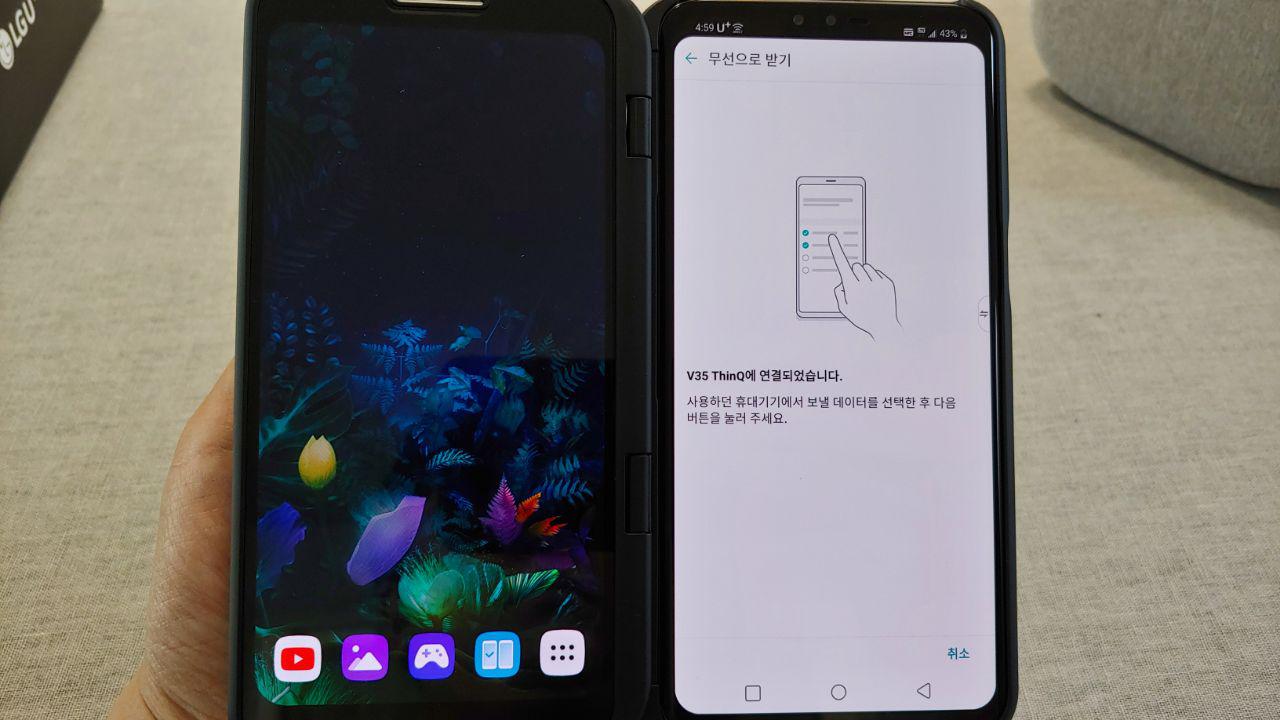 LGU
4:59 U+
43%
무선으로 받기
V35 ThinQ에 연결되었습니다.
사용하던 휴대기기에서 보낼 데이터를 선택한 후 다음
버튼을 눌러 주세요.
취소